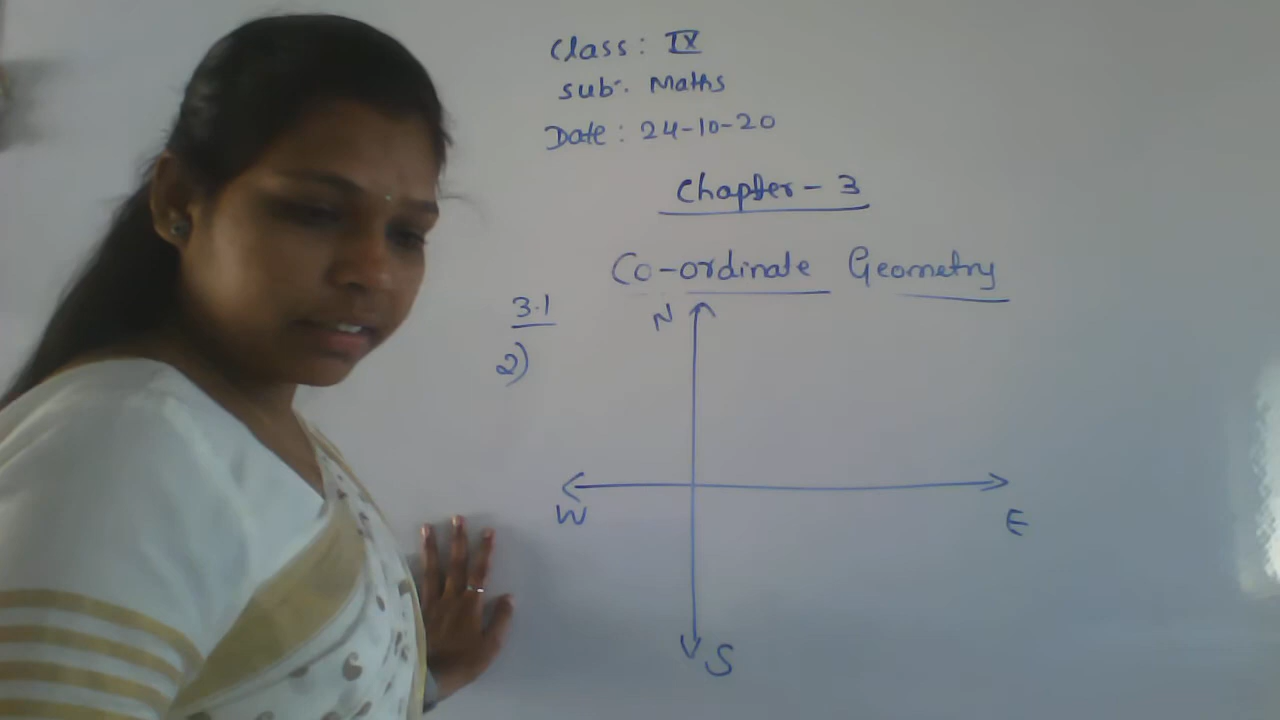 Class: IX
Sub: Maths
Date: 24-10-20
Chapter-3
Co-ordinate Geometry
3.1
2)
N
W
E
S